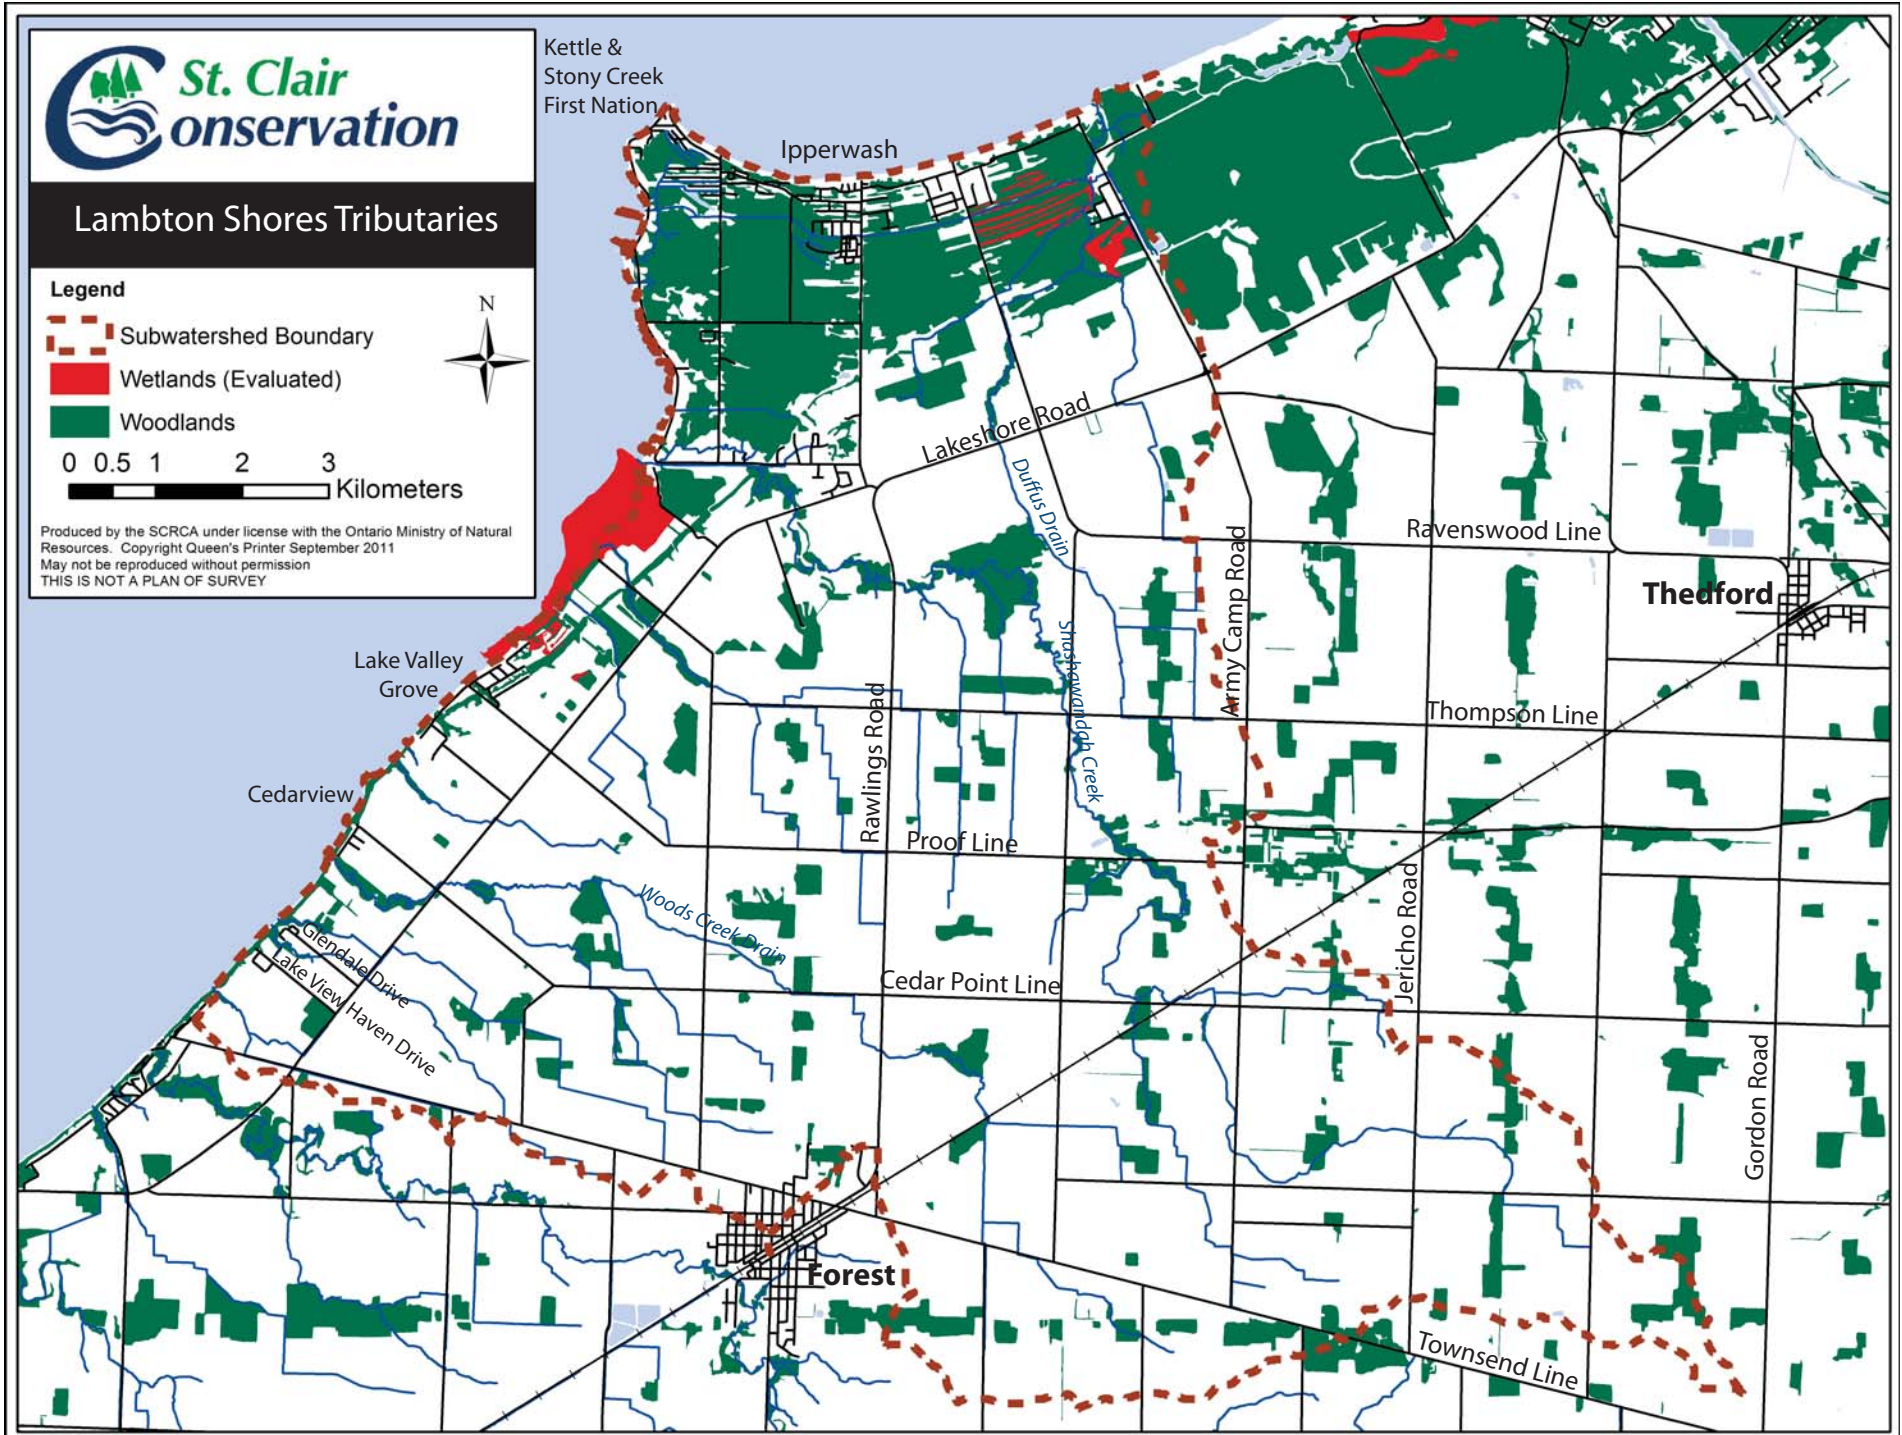 St. Clair
Conservation
Lambton Shores Tributaries
Legend
Subwatershed Boundary
Wetlands (Evaluated)
Woodlands
N
0 0.5 1 2 3
Kilometers
Produced by the SCRCA under license with the Ontario Ministry of Natural
Resources. Copyright Queen's Printer September 2011
May not be reproduced without permission
THIS IS NOT A PLAN OF SURVEY
Kettle &
Stony Creek
First Nation
Ipperwash
Lakeshore Road
Duffus Drain
Ravenswood Line
Army Camp Road
Thedford
Shashawandah Creek
Lake Valley
Grove
Rawlings Road
Thompson Line
Cedarview
Proof Line
Jericho Road
Woods Creek Drain
Glendale Drive
Lake View Haven Drive
Cedar Point Line
Gordon Road
Forest
Townsend Line